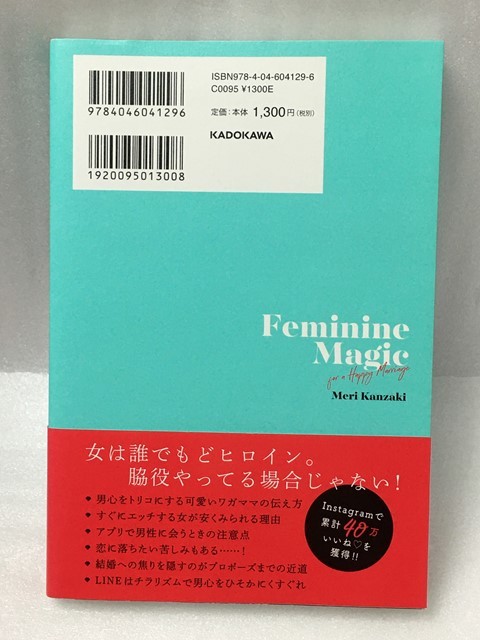 ISBN978-4-04-604129-6
C0095 ¥1300E
定価:本体 1,300円(税別)
KADOKAWA
9784046041296
1920095013008
Feminine
Magic
for a Happy Marriage
Meri Kanzaki
女は誰でもどヒロイン。
脇役やってる場合じゃない!
◆ 男心をトリコにする可愛いワガママの伝え方
◆ すぐにエッチする女が安くみられる理由
◆ アプリで男性に会うときの注意点
◆ 恋に落ちたい苦しみもある……!
◆ 結婚への焦りを隠すのがプロポーズまでの近道
◆ LINEはチラリズムで男心をひそかにくすぐれ
Instagramで
累計40万
いいね♡を
獲得!!